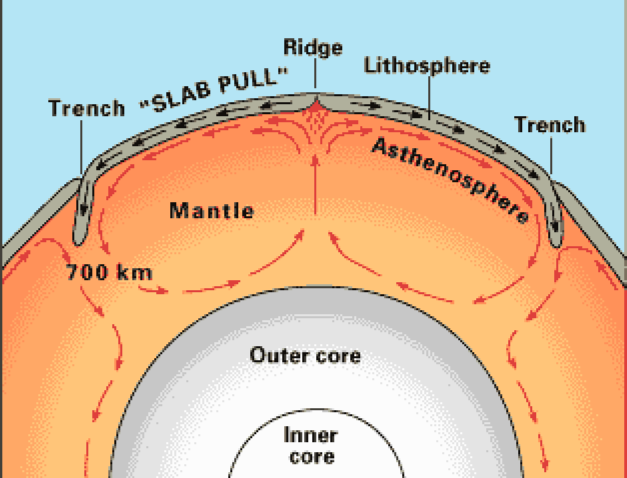 Ridge
Lithosphere
"SLAB PULL"
Trench
Trench
Asthenosphere
Mantle
700 km
Outer core
Inner
core